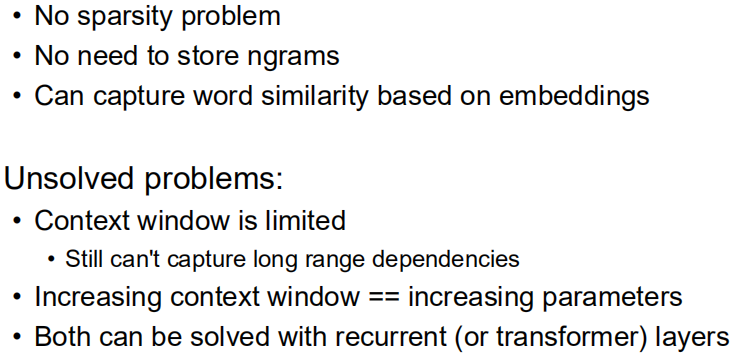 • No sparsity problem
• No need to store ngrams
• Can capture word similarity based on embeddings
Unsolved problems:
• Context window is limited
• Still can't capture long range dependencies
• Increasing context window == increasing parameters
• Both can be solved with recurrent (or transformer) layers